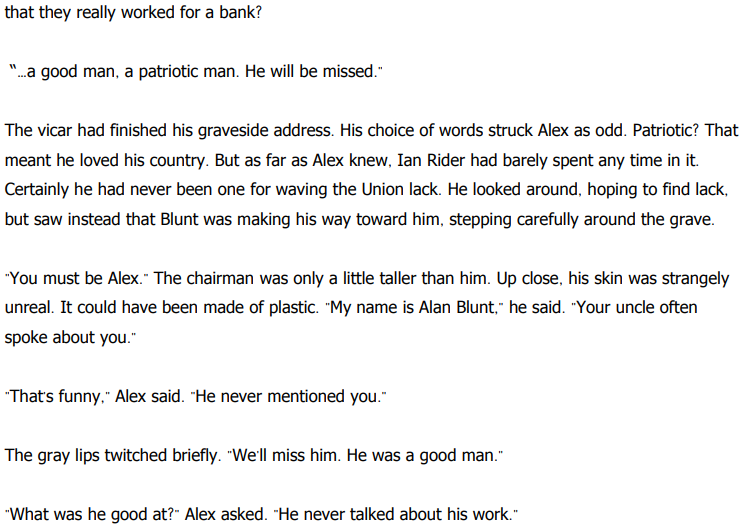 that they really worked for a bank?
"…a good man, a patriotic man. He will be missed."
The vicar had finished his graveside address. His choice of words struck Alex as odd. Patriotic? That
meant he loved his country. But as far as Alex knew, Ian Rider had barely spent any time in it.
Certainly he had never been one for waving the Union lack. He looked around, hoping to find lack,
but saw instead that Blunt was making his way toward him, stepping carefully around the grave.
"You must be Alex." The chairman was only a little taller than him. Up close, his skin was strangely
unreal. It could have been made of plastic. "My name is Alan Blunt," he said. "Your uncle often
spoke about you."
"That's funny," Alex said. "He never mentioned you."
The gray lips twitched briefly. "We'll miss him. He was a good man."
"What was he good at?" Alex asked. "He never talked about his work."